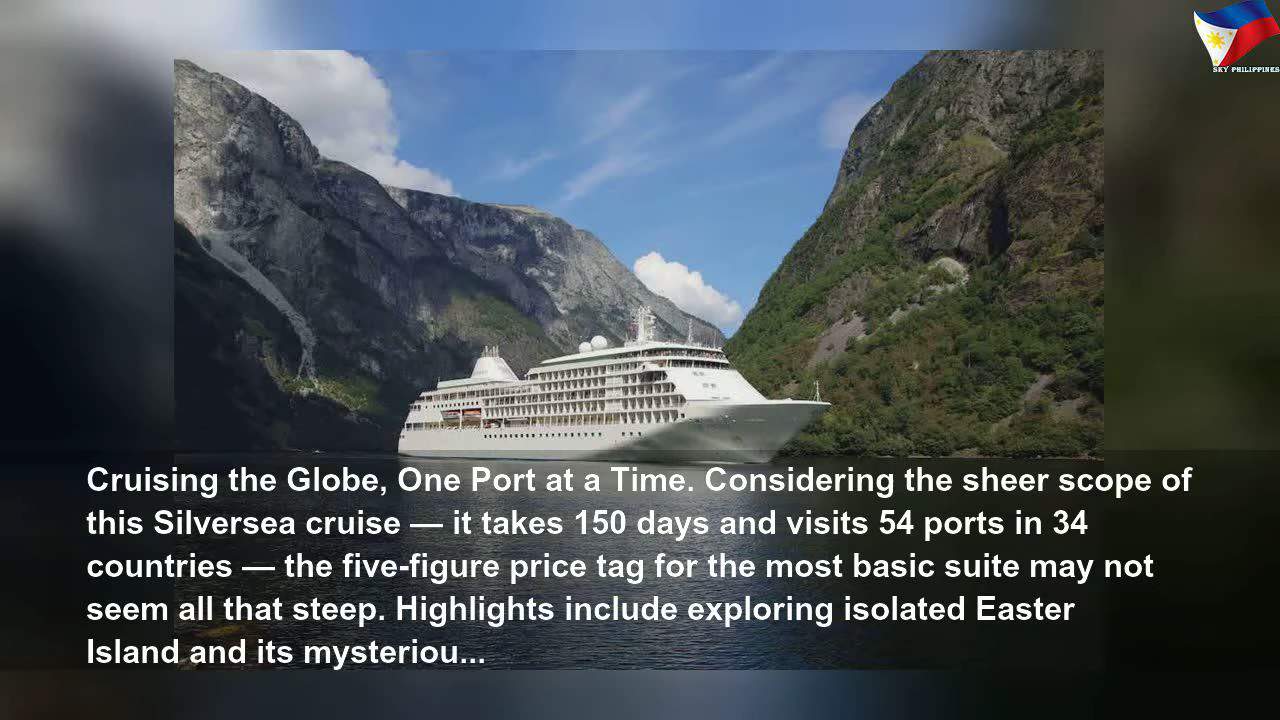 SKY PHILIPPINES
Cruising the Globe, One Port at a Time. Considering the sheer scope of
this Silversea cruise — it takes 150 days and visits 54 ports in 34
countries — the five-figure price tag for the most basic suite may not
seem all that steep. Highlights include exploring isolated Easter
Island and its mysteriou...